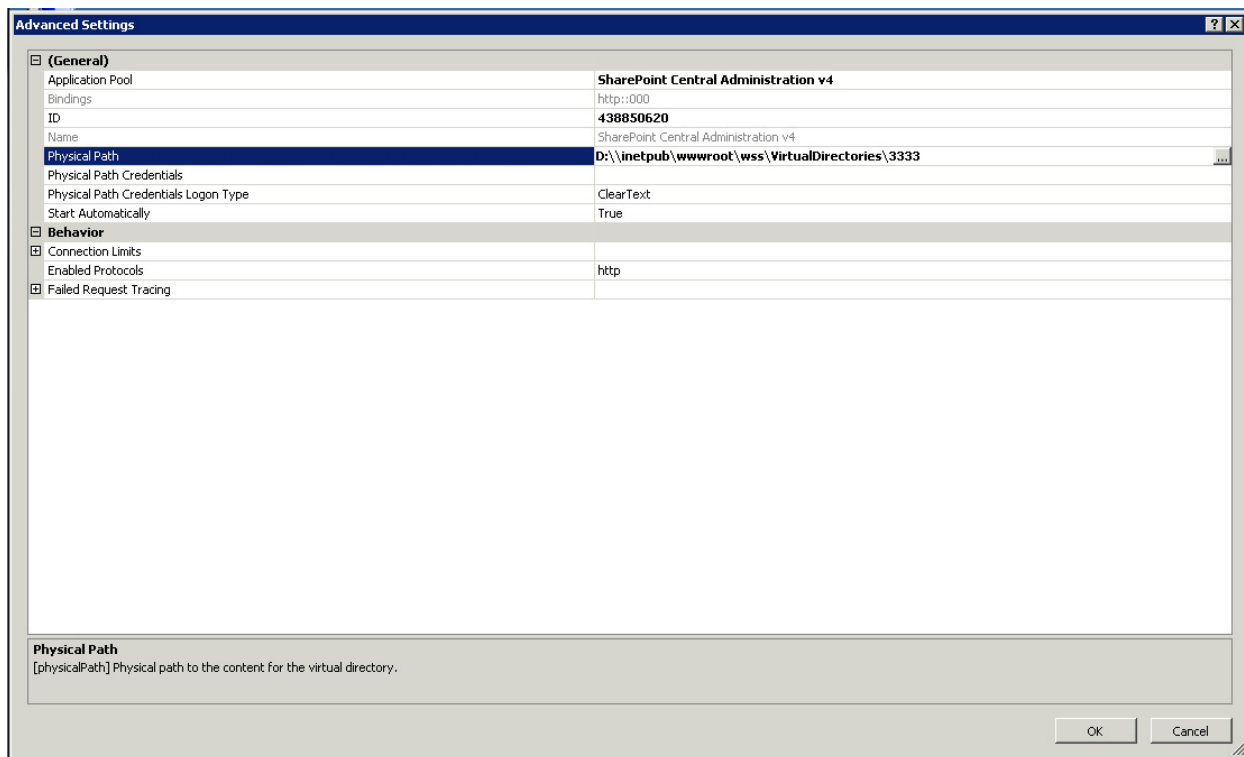 Advanced Settings
(General)
Application Pool SharePoint Central Administration v4
Bindings http::000
ID 438850620
Name SharePoint Central Administration v4
Physical Path D:\\inetpub\wwwroot\wss\VirtualDirectories\3333 ...
Physical Path Credentials
Physical Path Credentials Logon Type ClearText
Start Automatically True
Behavior
Connection Limits
Enabled Protocols http
Failed Request Tracing
Physical Path
[physicalPath] Physical path to the content for the virtual directory.
OK Cancel